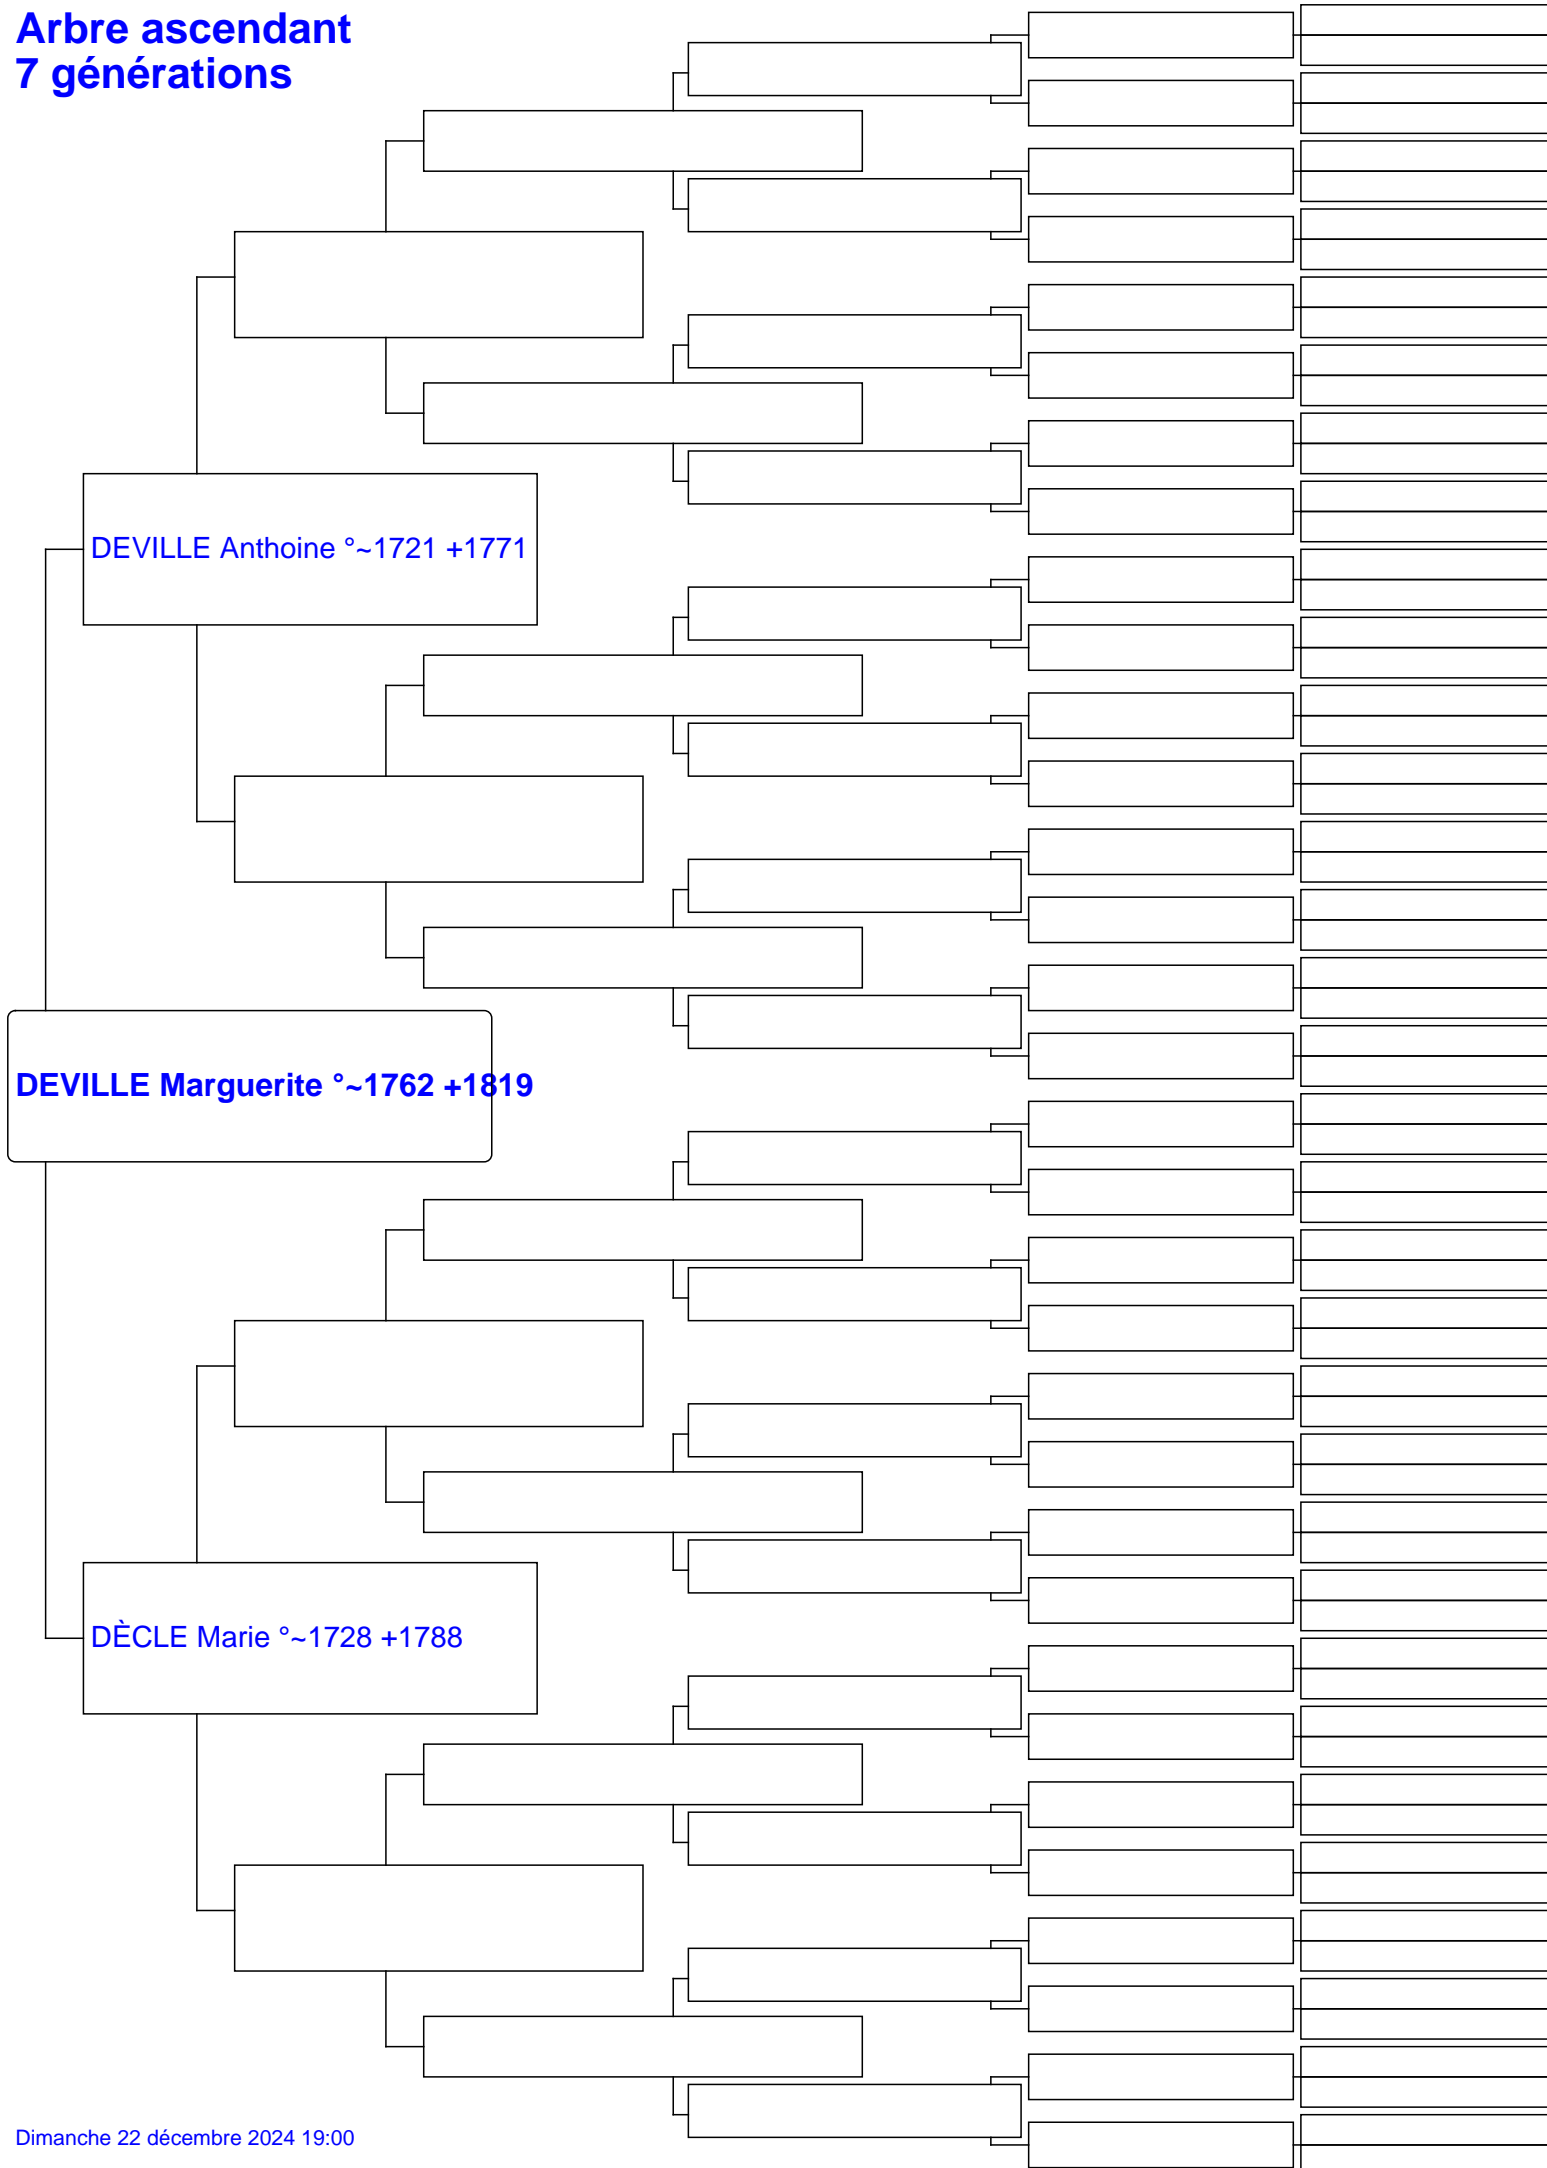 Arbre ascendant
7 générations
DEVILLE Anthoine °~1721 +1771
DEVILLE Marguerite °~1762 +1819
DÈCLE Marie °~1728 +1788
Dimanche 22 décembre 2024 19:00